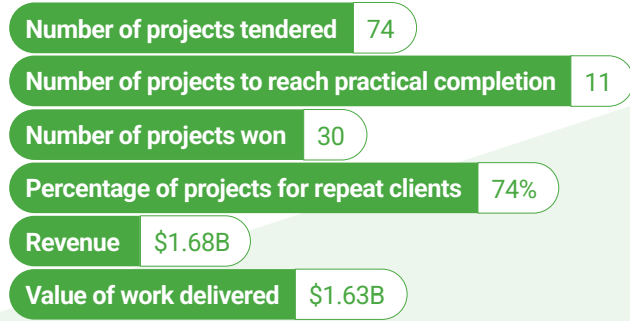 Number of projects tendered 74
Number of projects to reach practical completion 11
Number of projects won 30
Percentage of projects for repeat clients 74%
Revenue $1.68B
Value of work delivered $1.63B